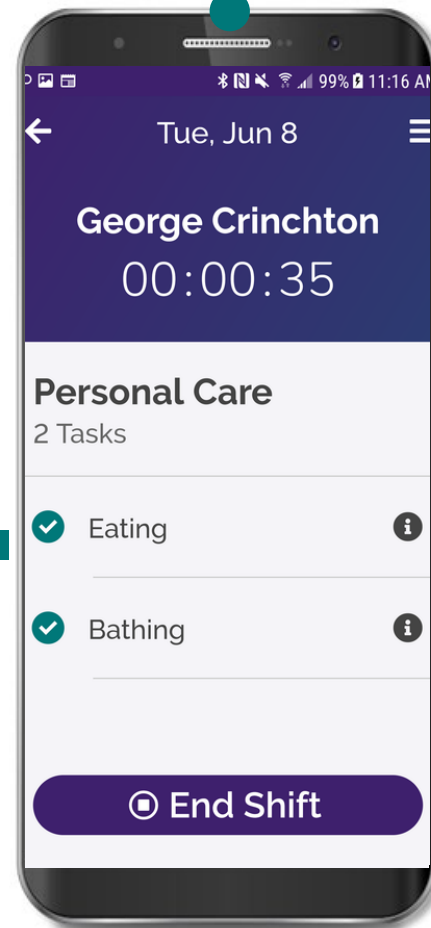 99% 11:16 AM
Tue, Jun 8
George Crinchton
00:00:35
Personal Care
2 Tasks
Eating
Bathing
End Shift